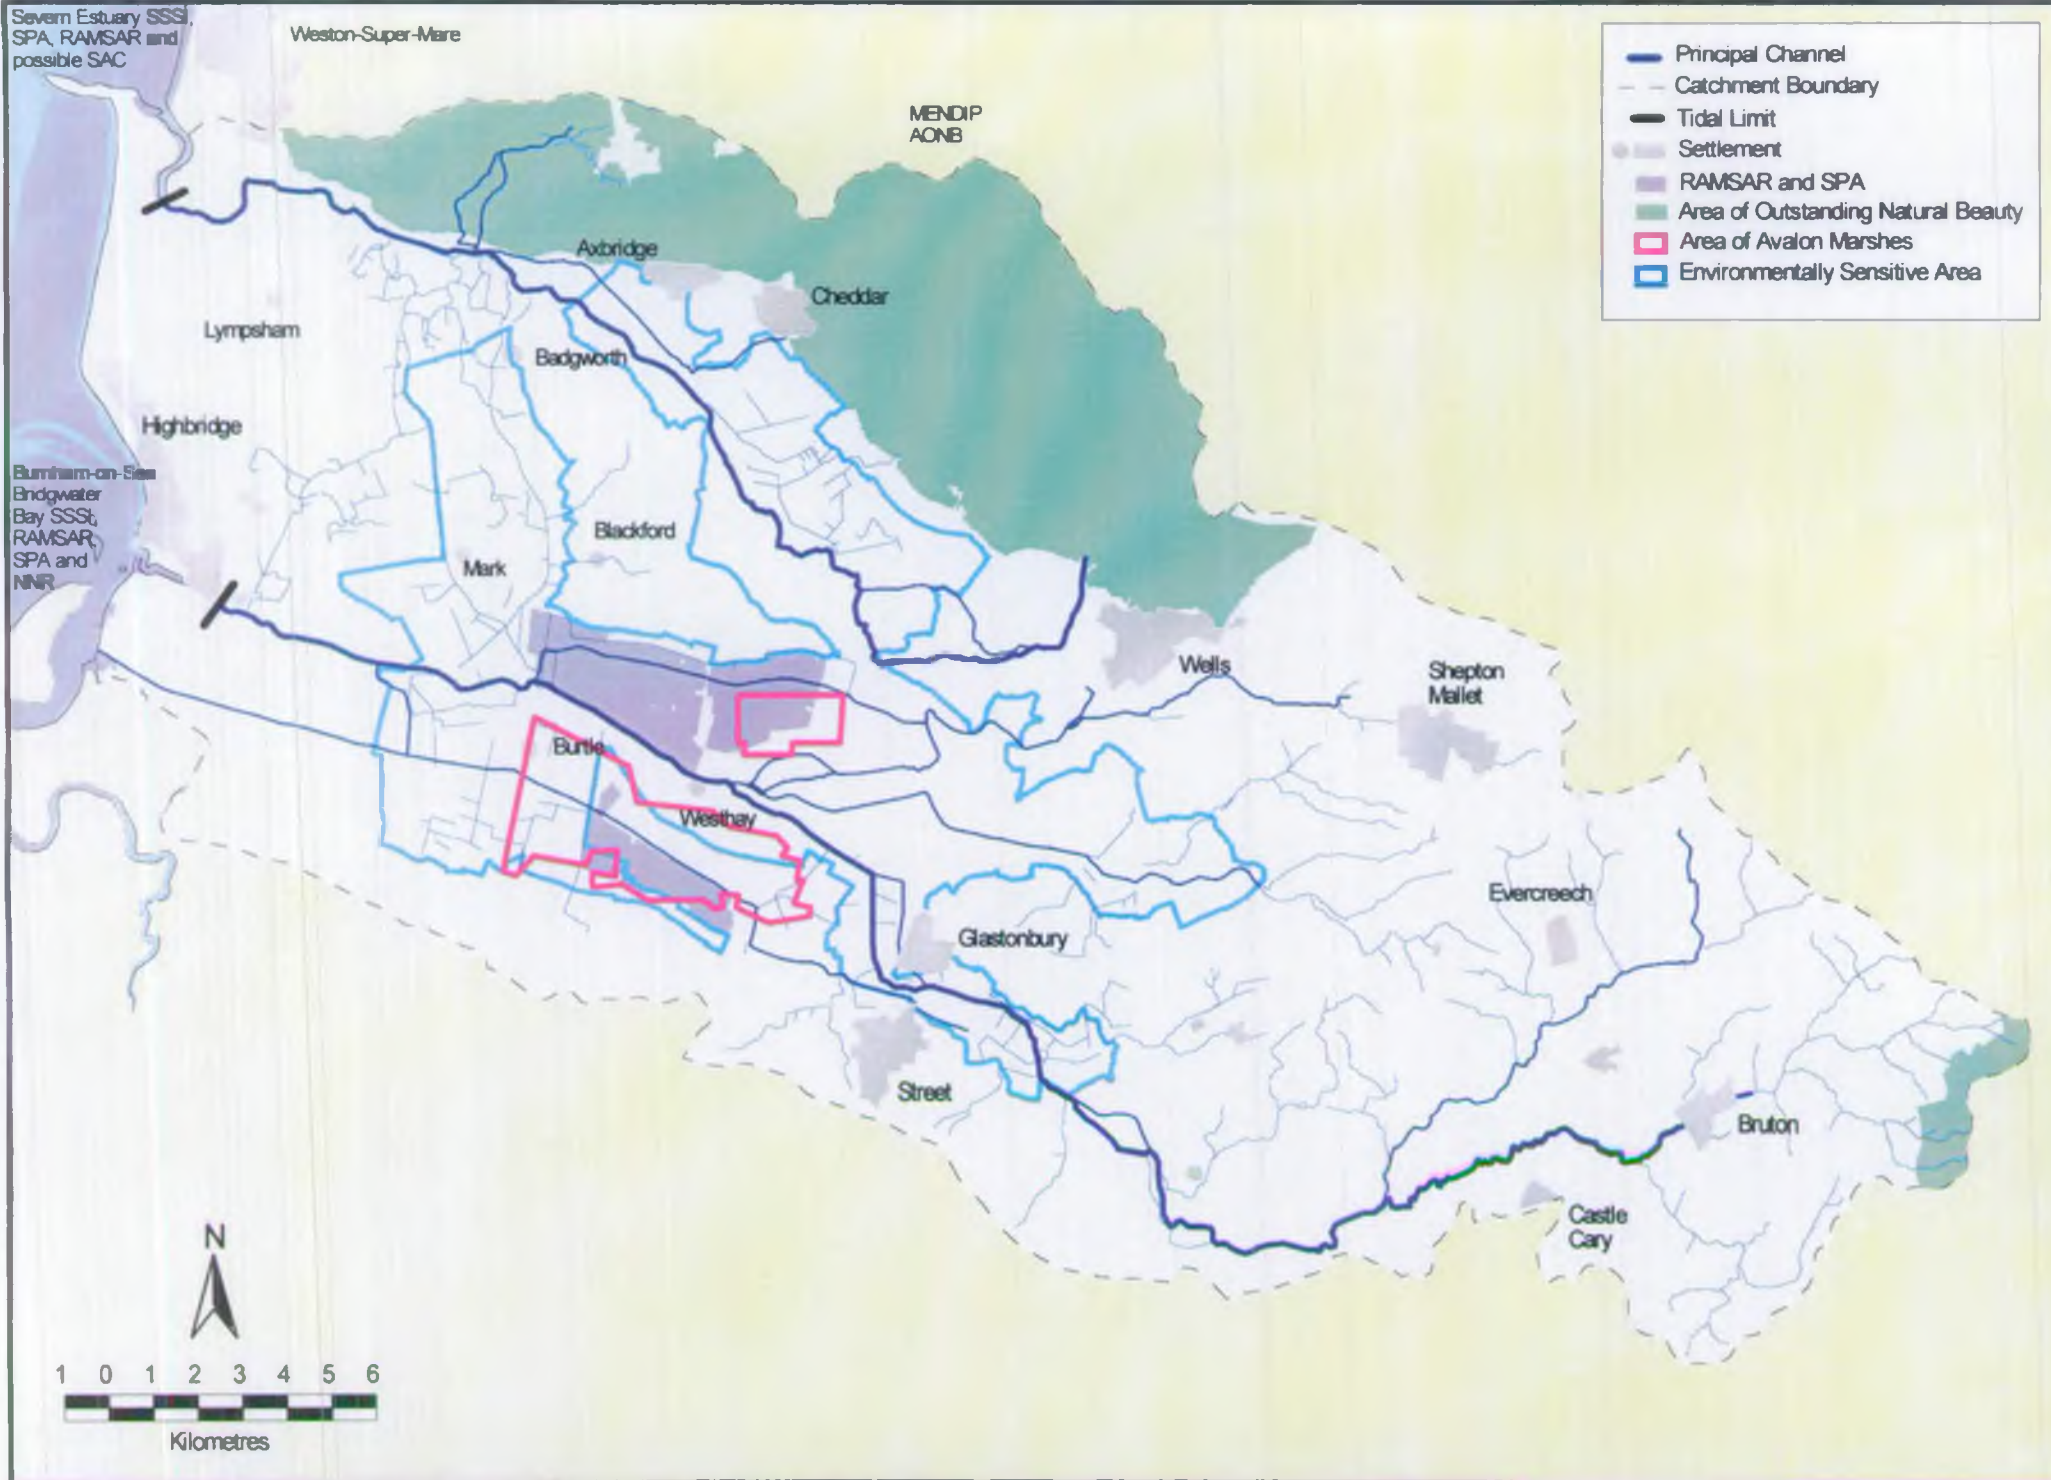 Severn Estuary SSSI,
SPA, RAMSAR and
possible SAC
Weston-Super-Mare
MENDIP
AONB
Principal Channel
Catchment Boundary
Tidal Limit
Settlement
RAMSAR and SPA
Area of Outstanding Natural Beauty
Area of Avalon Marshes
Environmentally Sensitive Area
Axbridge
Cheddar
Lympsham
Badgworth
Highbridge
Burnham-on-Sea
Bridgwater
Bay SSSI,
RAMSAR,
SPA and
NNR
Blackford
Mark
Wells
Shepton
Mallet
Burtle
Westhay
Evercreech
Glastonbury
Street
Bruton
Castle
Cary
N
1 0 1 2 3 4 5 6
Kilometres